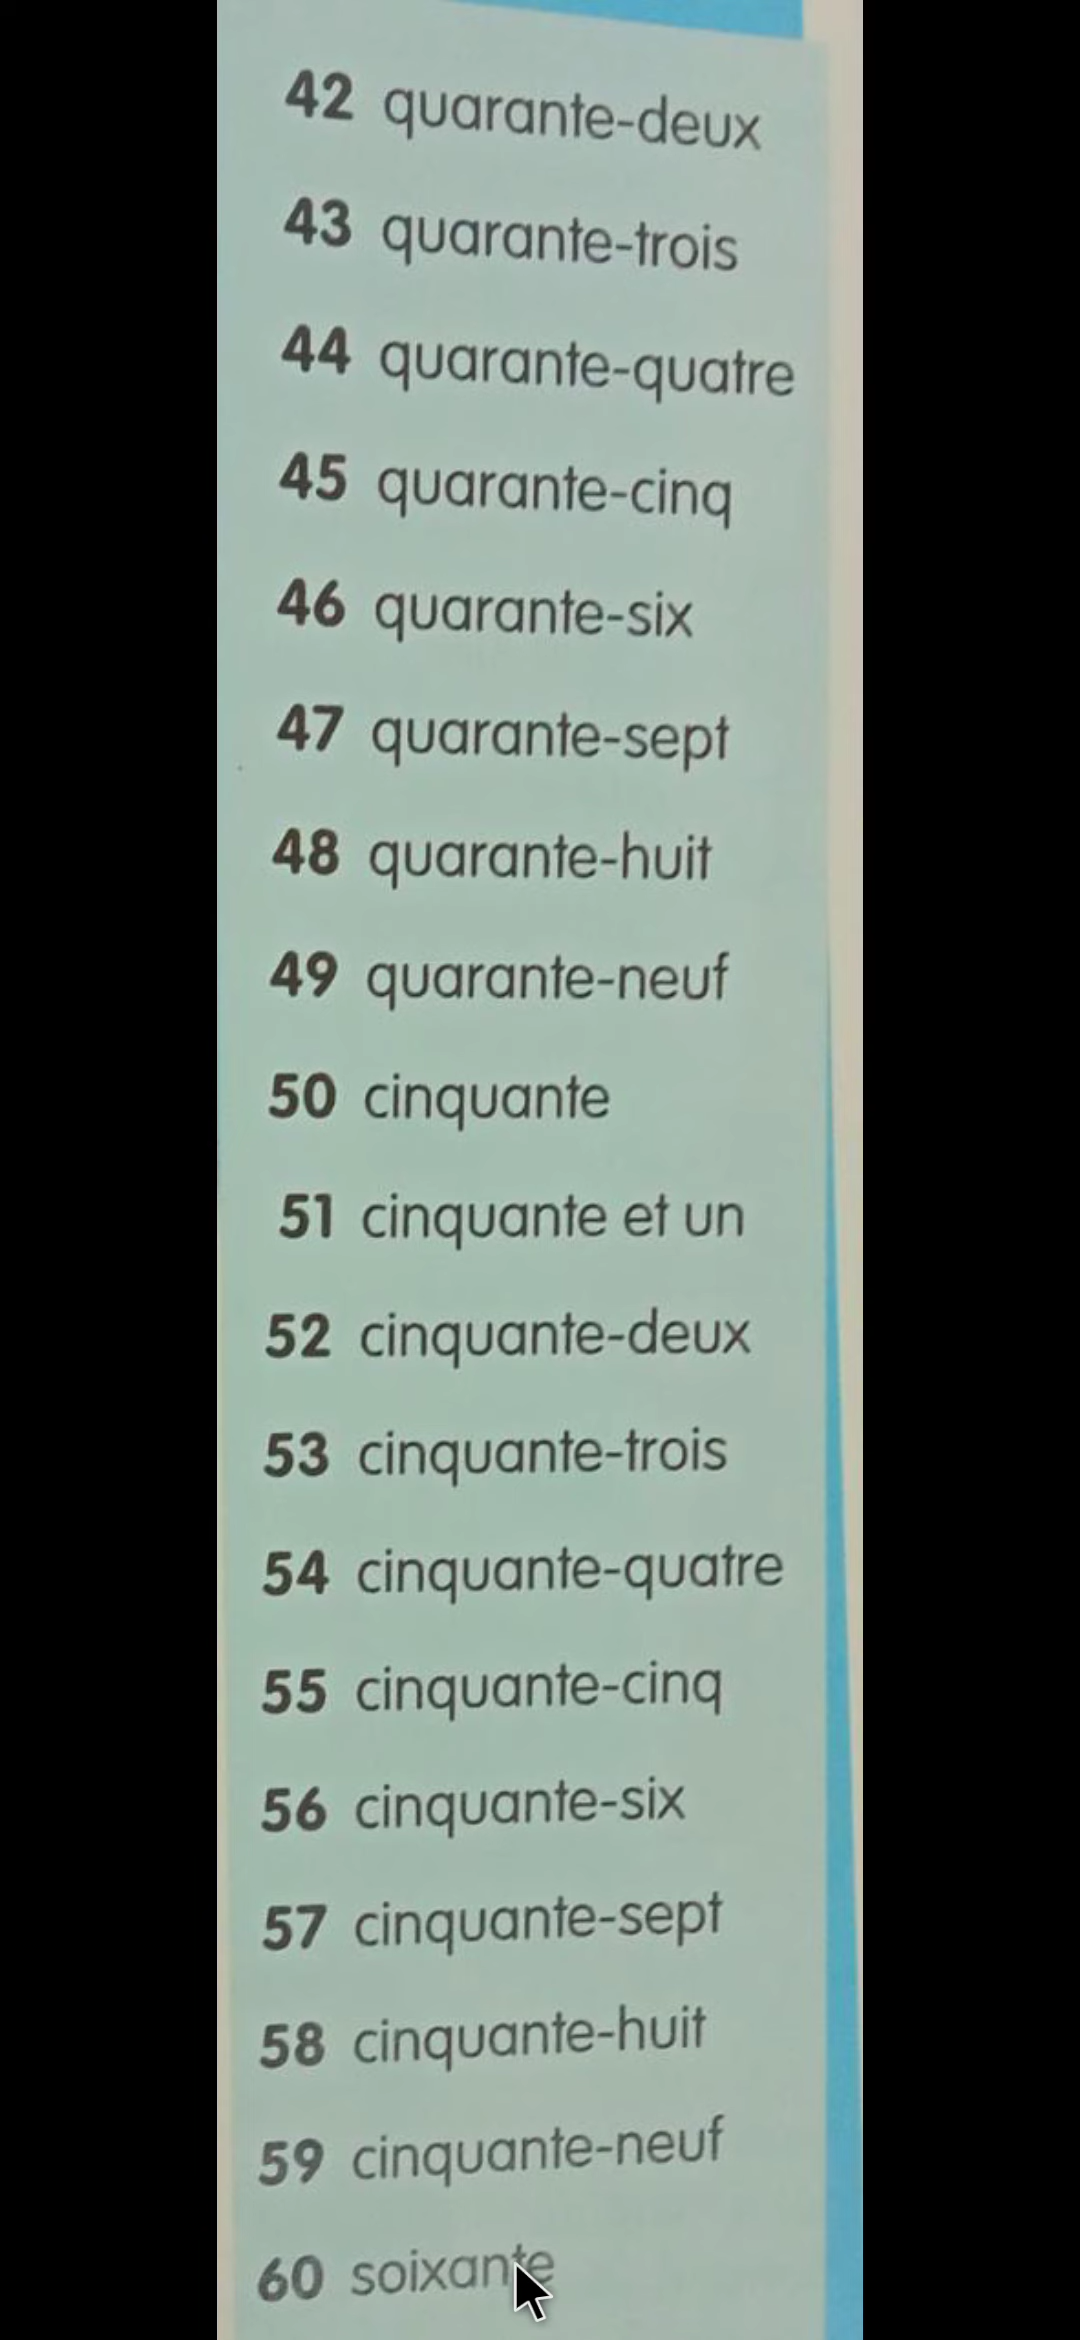 42 quarante-deux
43 quarante-trois
44 quarante-quatre
45 quarante-cinq
46 quarante-six
47 quarante-sept
48 quarante-huit
49 quarante-neuf
50 cinquante
51 cinquante et un
52 cinquante-deux
53 cinquante-trois
54 cinquante-quatre
55 cinquante-cinq
56 cinquante-six
57 cinquante-sept
58 cinquante-huit
59 cinquante-neuf
60 soixante